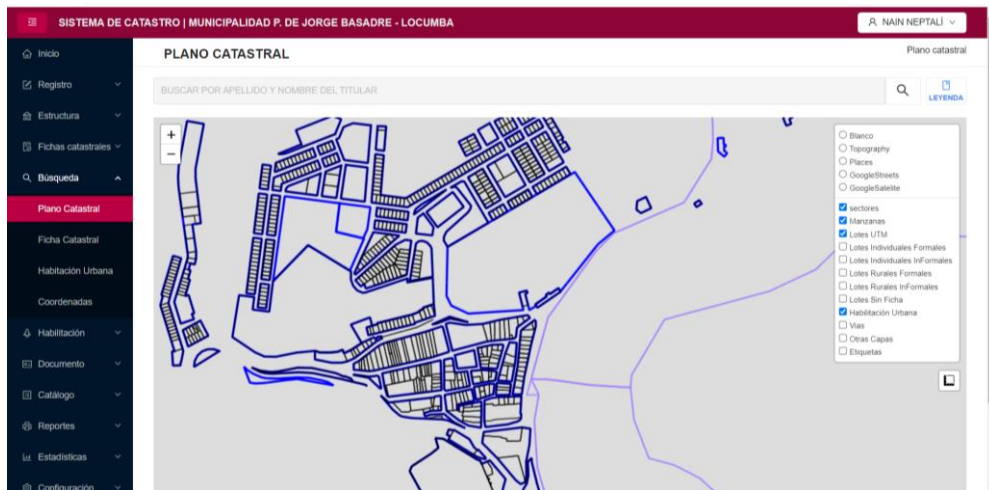 SISTEMA DE CATASTRO | MUNICIPALIDAD P. DE JORGE BASADRE - LOCUMBA
NAIN NEPTALÍ
Inicio
Registro
Estructura
Fichas catastrales
Búsqueda
Plano Catastral
Ficha Catastral
Habitación Urbana
Coordenadas
Habilitación
Documento
Catálogo
Reportes
Estadísticas
Configuración
PLANO CATASTRAL
Plano catastral
BUSCAR POR APELLIDO Y NOMBRE DEL TITULAR
LEYENDA
+
−
Blanco
Topography
Places
GoogleStreets
GoogleSatelite
sectores
Manzanas
Lotes UTM
Lotes Individuales Formales
Lotes Individuales InFormales
Lotes Rurales Formales
Lotes Rurales InFormales
Lotes Sin Ficha
Habilitación Urbana
Vias
Otras Capas
Etiquetas